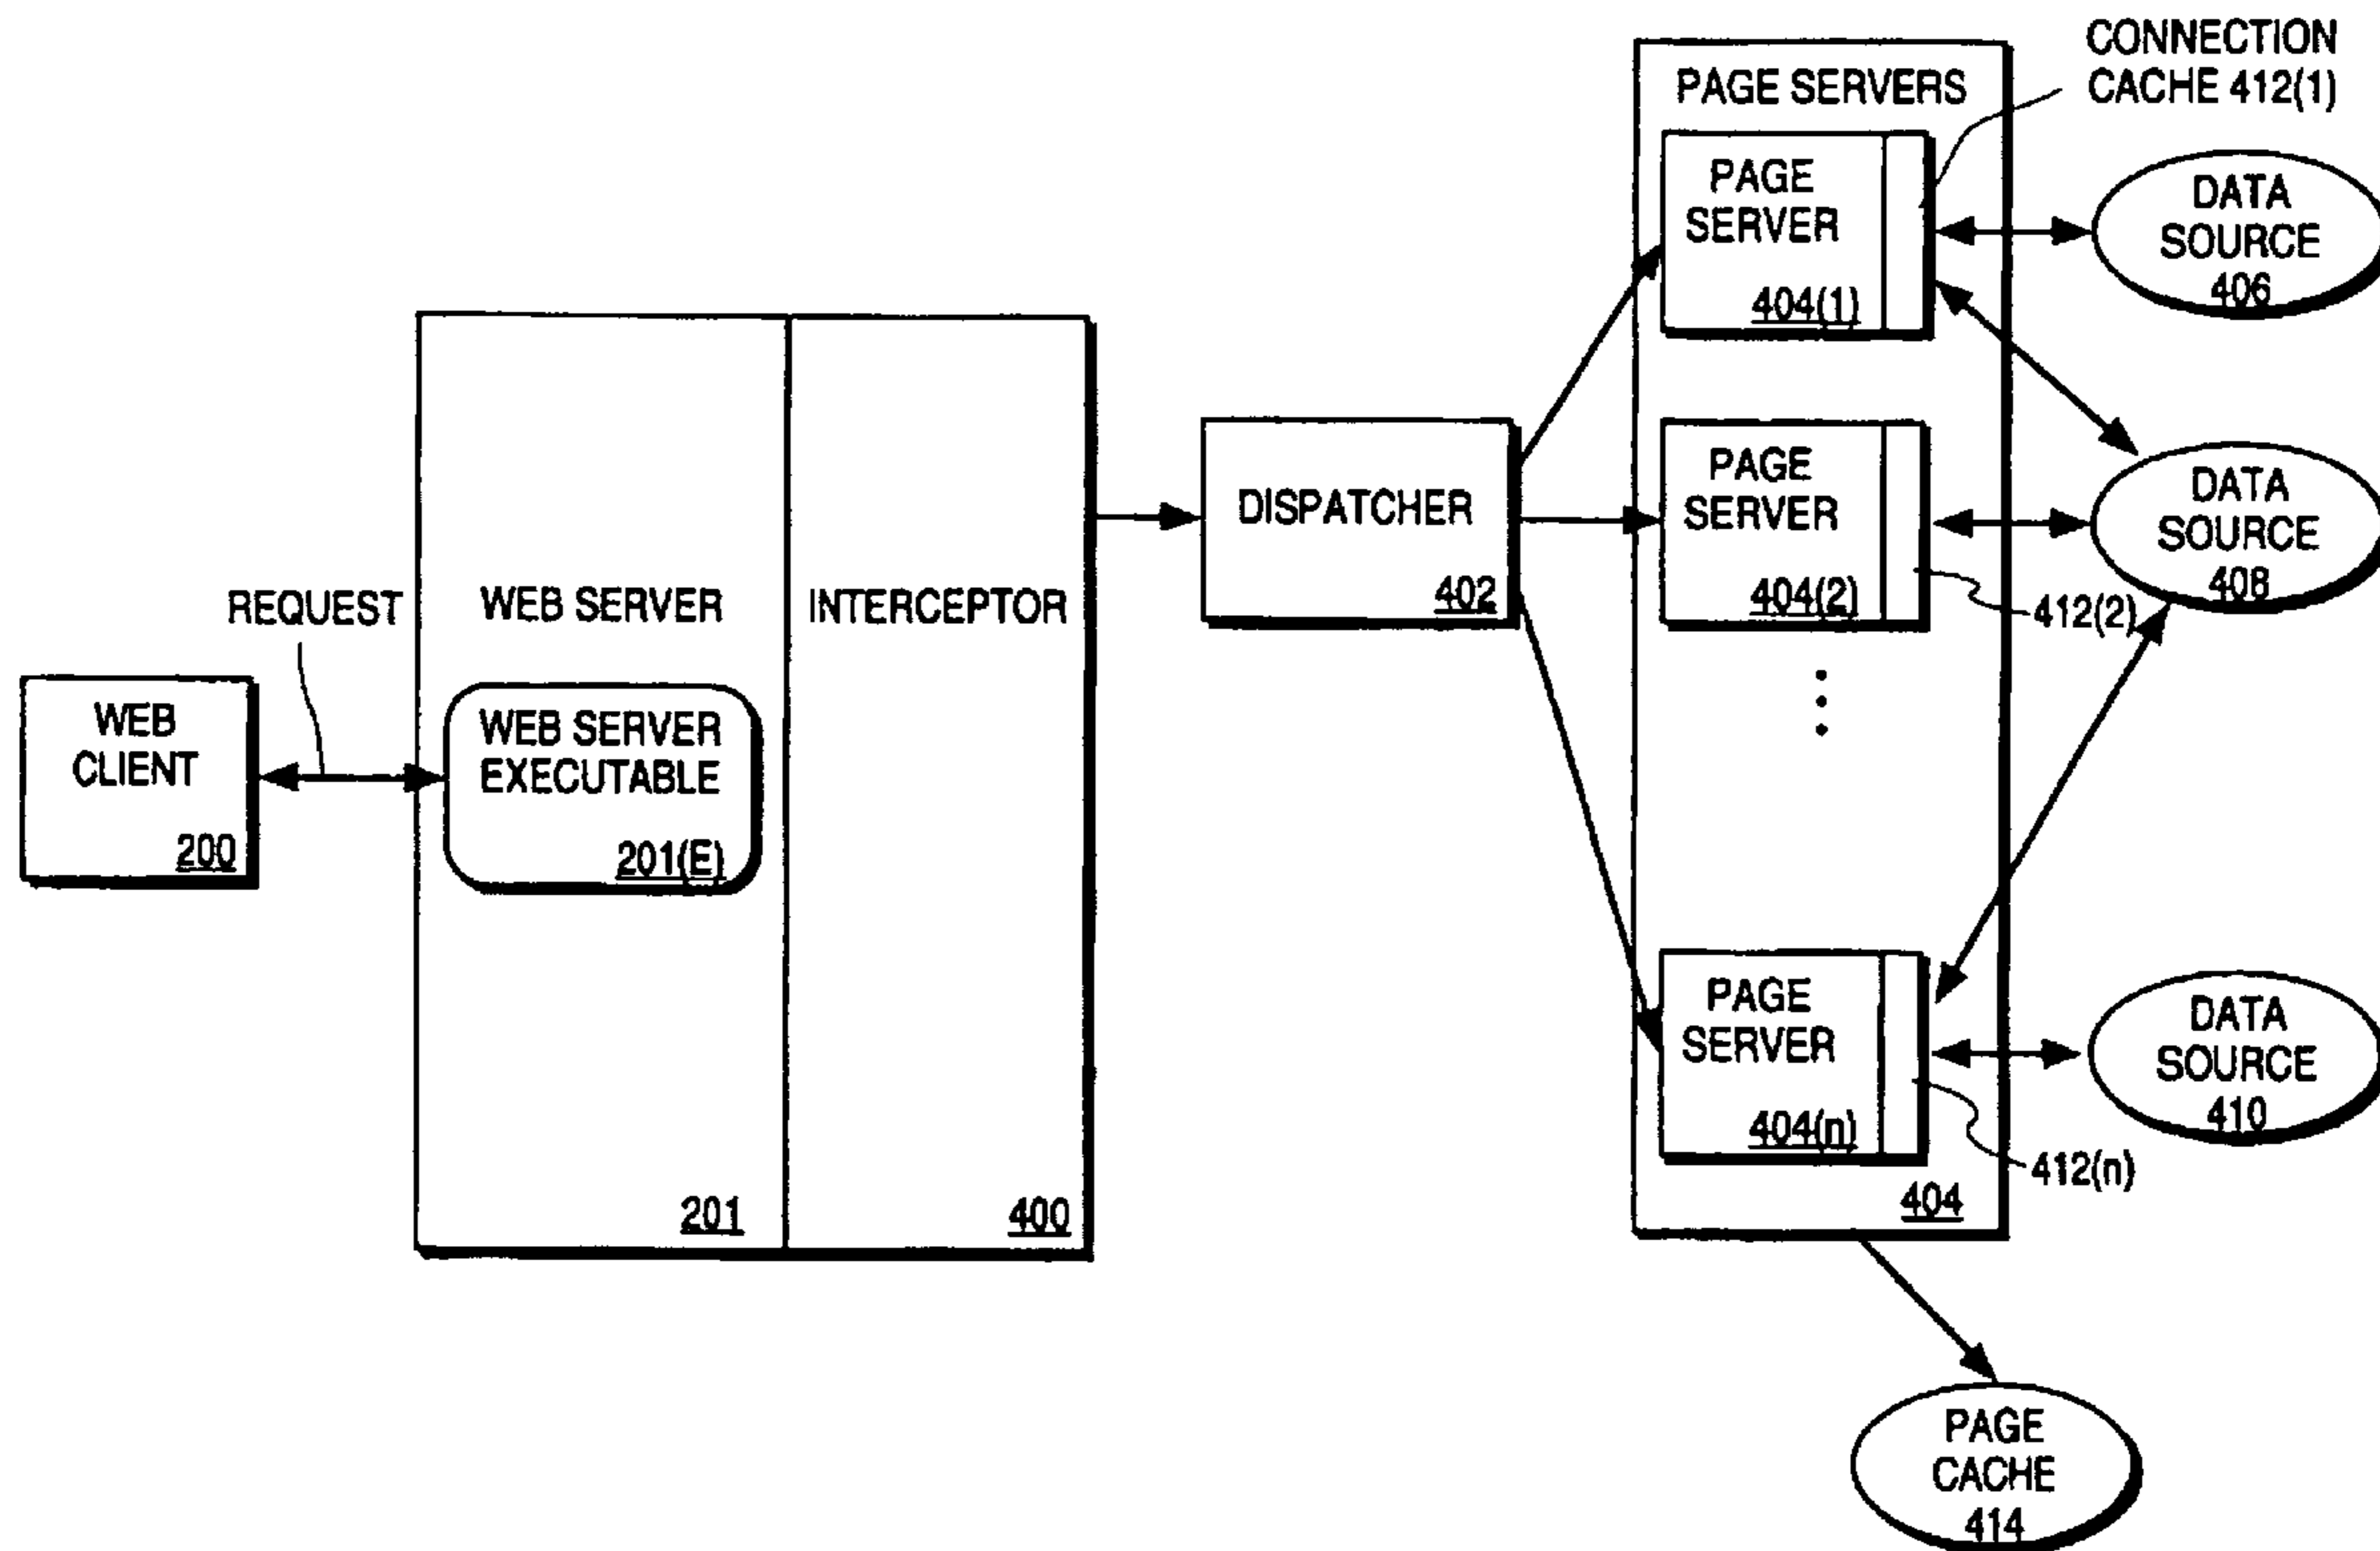 CONNECTION
CACHE 412(1)
PAGE SERVERS
PAGE
SERVER
404(1)
DATA
SOURCE
406
PAGE
SERVER
404(2)
412(2)
DATA
SOURCE
408
DISPATCHER
402
REQUEST
WEB SERVER
INTERCEPTOR
WEB
CLIENT
200
WEB SERVER
EXECUTABLE
201(E)
201
400
PAGE
SERVER
404(n)
412(n)
404
DATA
SOURCE
410
PAGE
CACHE
414